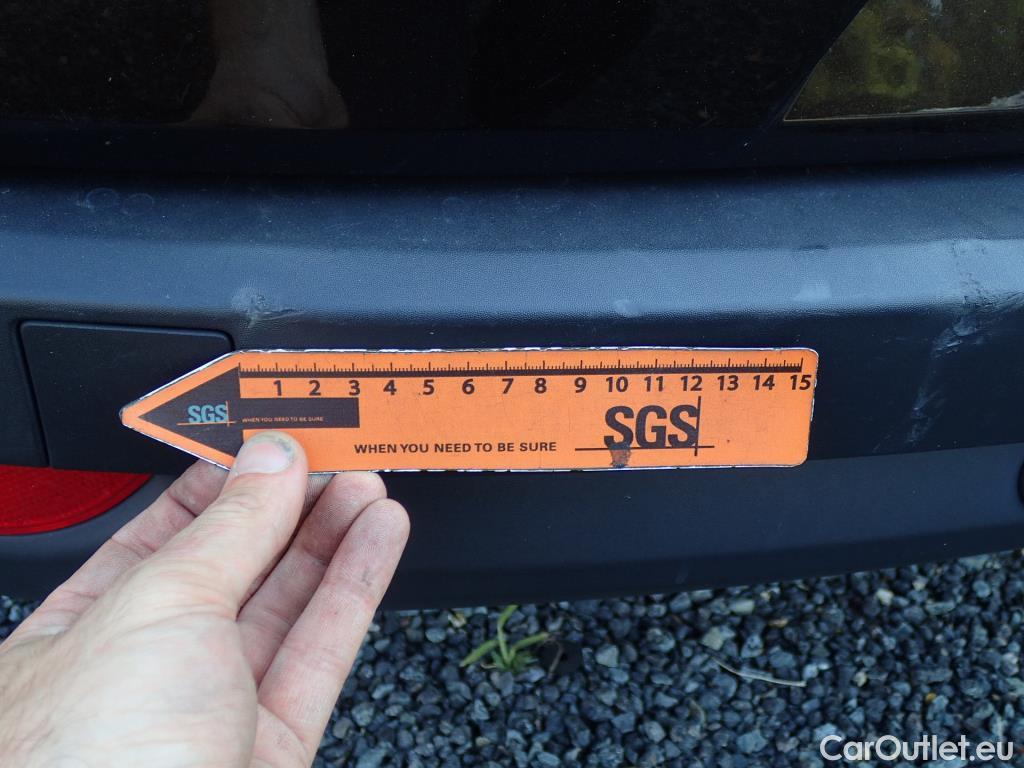 1 2 3 4 5 6 7 8 9 10 11 12 13 14 15
SGS WHEN YOU NEED TO BE SURE
SGS
WHEN YOU NEED TO BE SURE
CarOutlet.eu